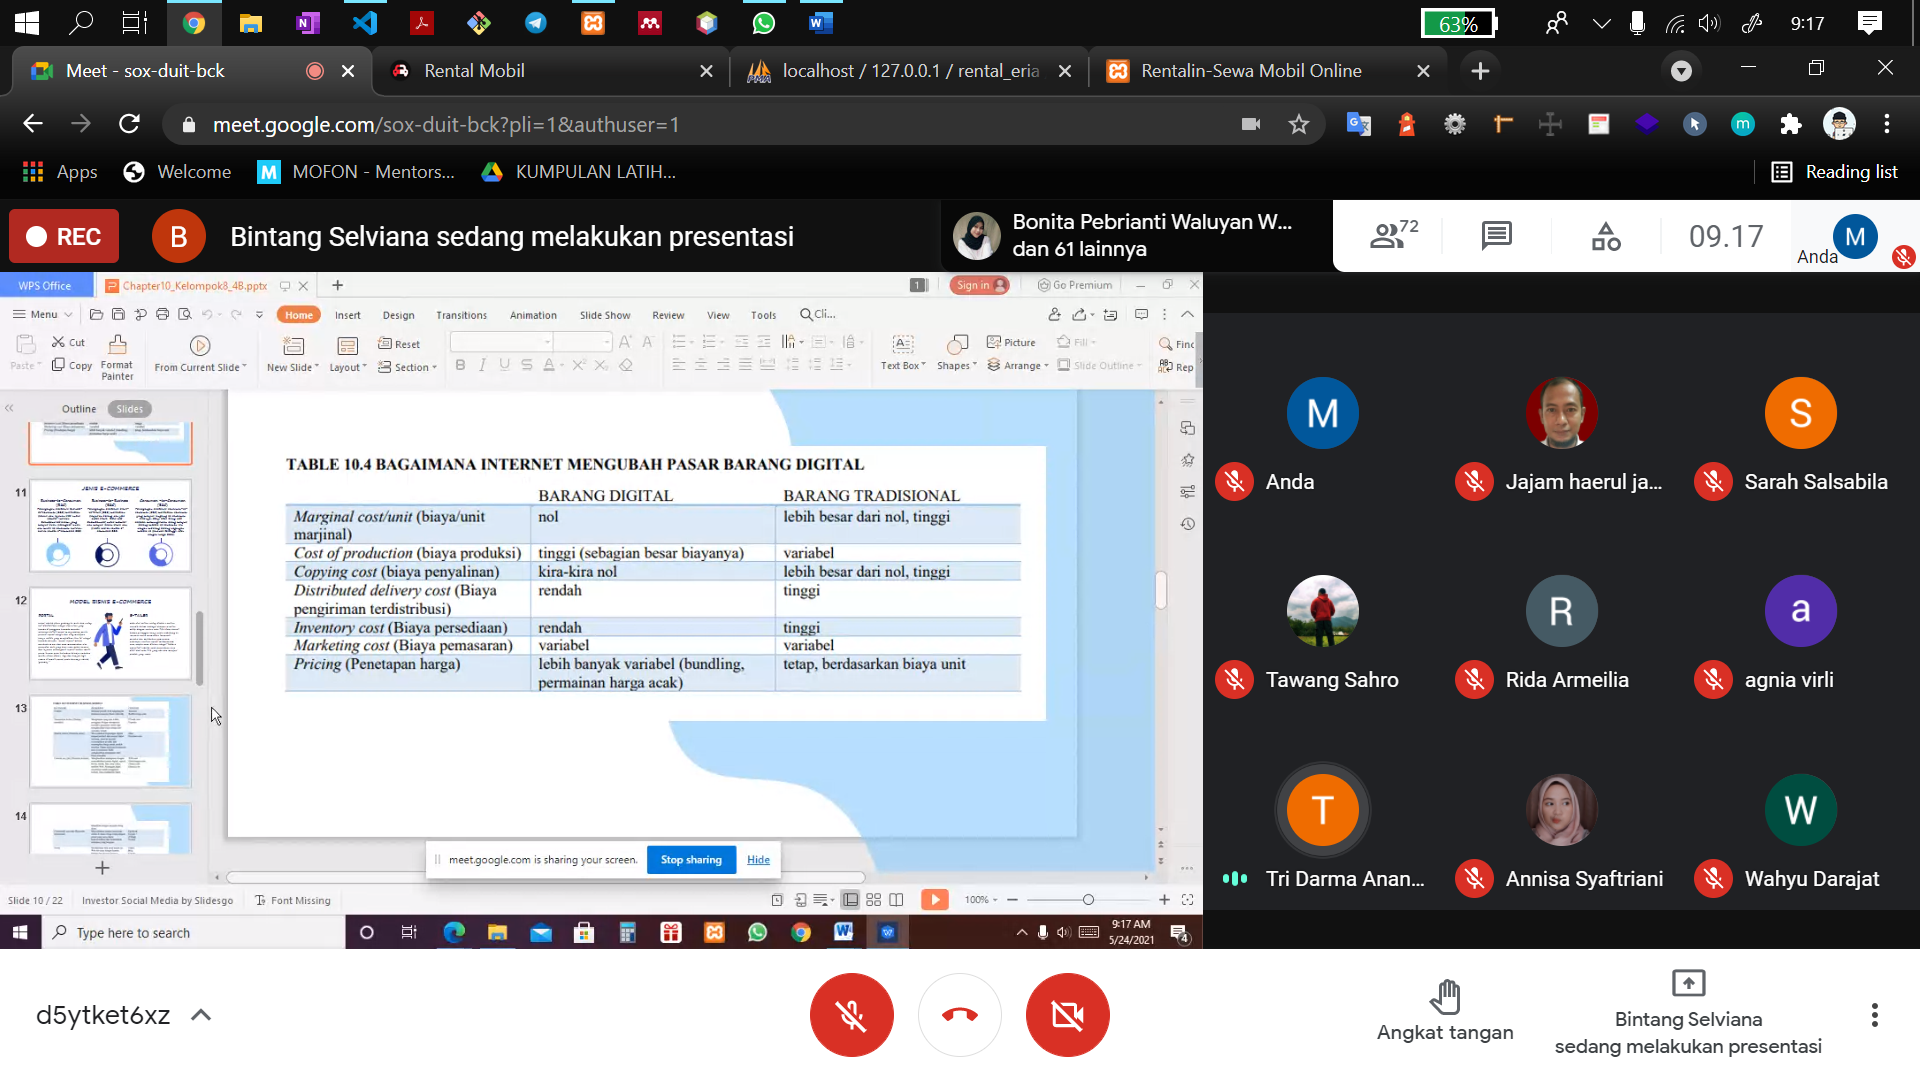 63%
9:17
Meet - sox-duit-bck
Rental Mobil
localhost / 127.0.0.1 / rental_eria
Rentalin-Sewa Mobil Online
meet.google.com/sox-duit-bck?pli=1&authuser=1
Apps
Welcome
MOFON - Mentors...
KUMPULAN LATIH...
Reading list
REC
B
Bintang Selviana sedang melakukan presentasi
Bonita Pebrianti Waluyan W...
dan 61 lainnya
72
09.17
Anda
M
WPS Office
Chapter10_Kelompok8_4B.pptx
1
Sign in
Go Premium
Menu
Home
Insert
Design
Transitions
Animation
Slide Show
Review
View
Tools
Cli...
Paste
Cut
Copy
Format
Painter
From Current Slide
New Slide
Layout
Reset
Section
B I U S A
Text Box
Shapes
Picture
Arrange
Fill
Slide Outline
Find
Rep
Outline
Slides
11
JENIS E-COMMERCE
12
MODEL BISNIS E-COMMERCE
13
14
TABLE 10.4 BAGAIMANA INTERNET MENGUBAH PASAR BARANG DIGITAL
BARANG DIGITAL BARANG TRADISIONAL
Marginal cost/unit (biaya/unit marjinal) nol lebih besar dari nol, tinggi
Cost of production (biaya produksi) tinggi (sebagian besar biayanya) variabel
Copying cost (biaya penyalinan) kira-kira nol lebih besar dari nol, tinggi
Distributed delivery cost (Biaya pengiriman terdistribusi) rendah tinggi
Inventory cost (Biaya persediaan) rendah tinggi
Marketing cost (Biaya pemasaran) variabel variabel
Pricing (Penetapan harga) lebih banyak variabel (bundling, permainan harga acak) tetap, berdasarkan biaya unit
meet.google.com is sharing your screen.
Stop sharing
Hide
Slide 10 / 22
Investor Social Media by Slidesgo
Font Missing
100%
Type here to search
9:17 AM
5/24/2021
4
M
Anda
Jajam haerul ja...
S
Sarah Salsabila
Tawang Sahro
R
Rida Armeilia
a
agnia virli
T
Tri Darma Anan...
Annisa Syaftriani
W
Wahyu Darajat
d5ytket6xz
Angkat tangan
Bintang Selviana
sedang melakukan presentasi